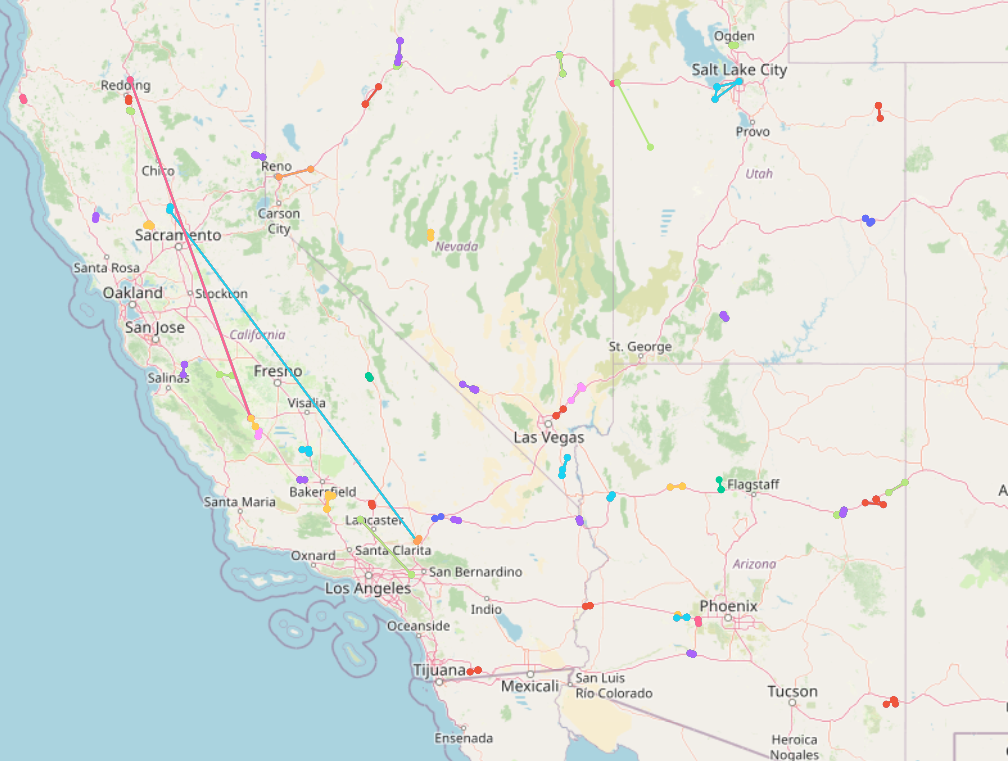 Ogden
Salt Lake City
Redding
Provo
Reno
Chico
Utah
Carson
City
Sacramento
Nevada
Santa Rosa
Oakland
Stockton
San Jose
California
St. George
Fresno
Salinas
Visalia
Las Vegas
Flagstaff
Bakersfield
A
Santa Maria
Lancaster
Oxnard
Santa Clarita
Arizona
San Bernardino
Los Angeles
Indio
Phoenix
Oceanside
Tijuana
Mexicali
San Luis
Río Colorado
Tucson
Ensenada
Heroica
Nogales